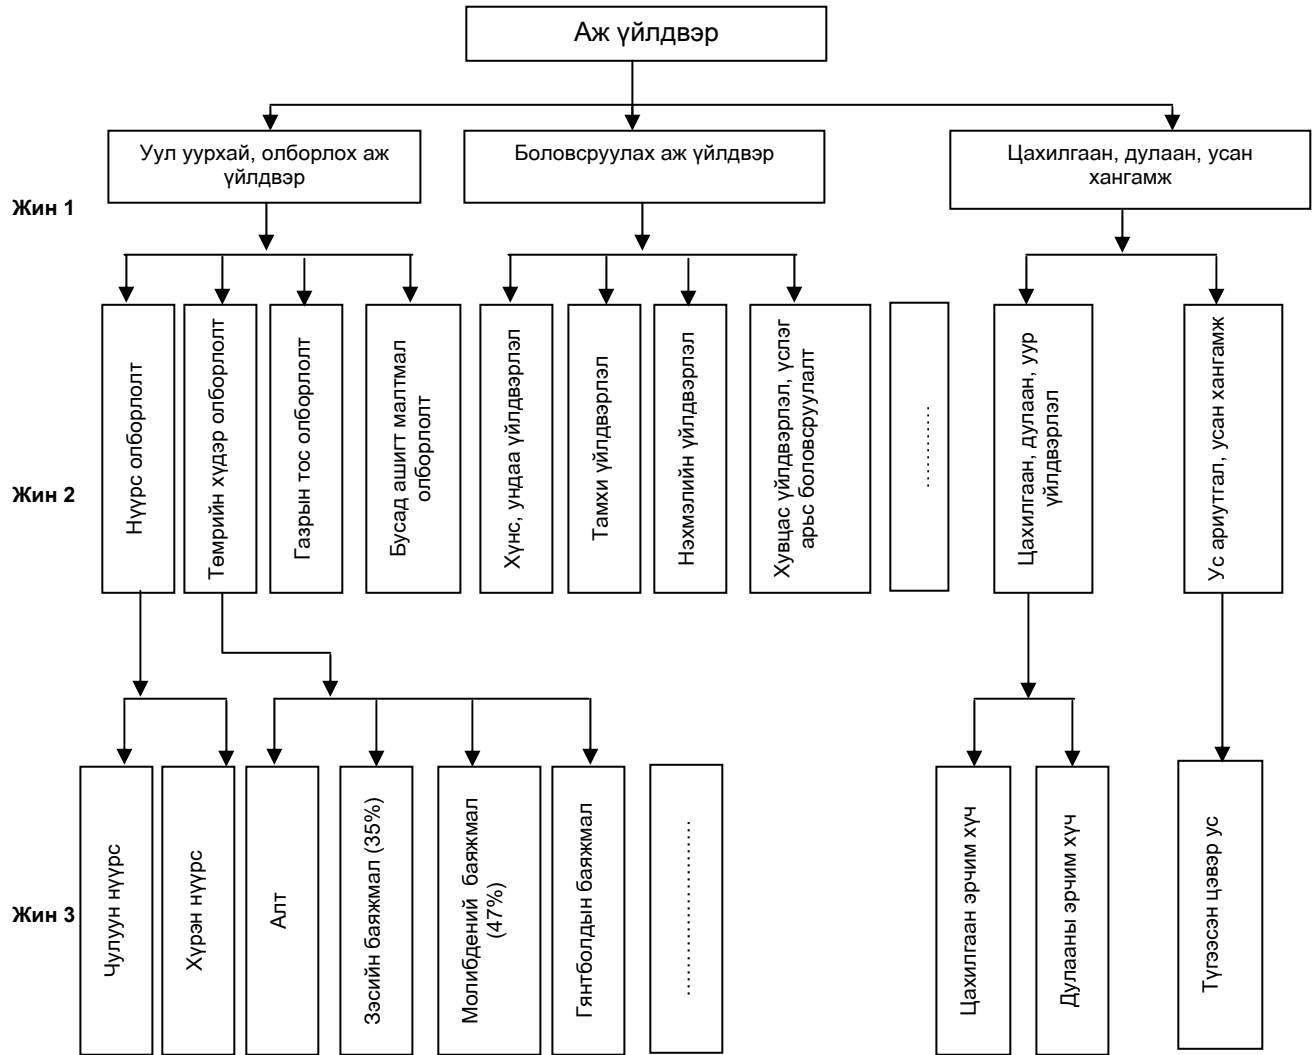 Аж үйлдвэр
Уул уурхай, олборлох аж
үйлдвэр
Боловсруулах аж үйлдвэр
Цахилгаан, дулаан, усан
хангамж
Жин 1
Нүүрс олборлолт
Төмрийн хүдэр олборлолт
Газрын тос олборлолт
Бусад ашигт малтмал
олборлолт
Хүнс, ундаа үйлдвэрлэл
Тамхи үйлдвэрлэл
Нэхмэлийн үйлдвэрлэл
Хувцас үйлдвэрлэл, үслэг
арьс боловсруулалт
………….
Цахилгаан, дулаан, уур
үйлдвэрлэл
Ус ариутгал, усан хангамж
Жин 2
Чулуун нүүрс
Хүрэн нүүрс
Алт
Зэсийн баяжмал (35%)
Молибдений баяжмал
(47%)
Гянтболдын баяжмал
…………………..
Цахилгаан эрчим хүч
Дулааны эрчим хүч
Түгээсэн цэвэр ус
Жин 3